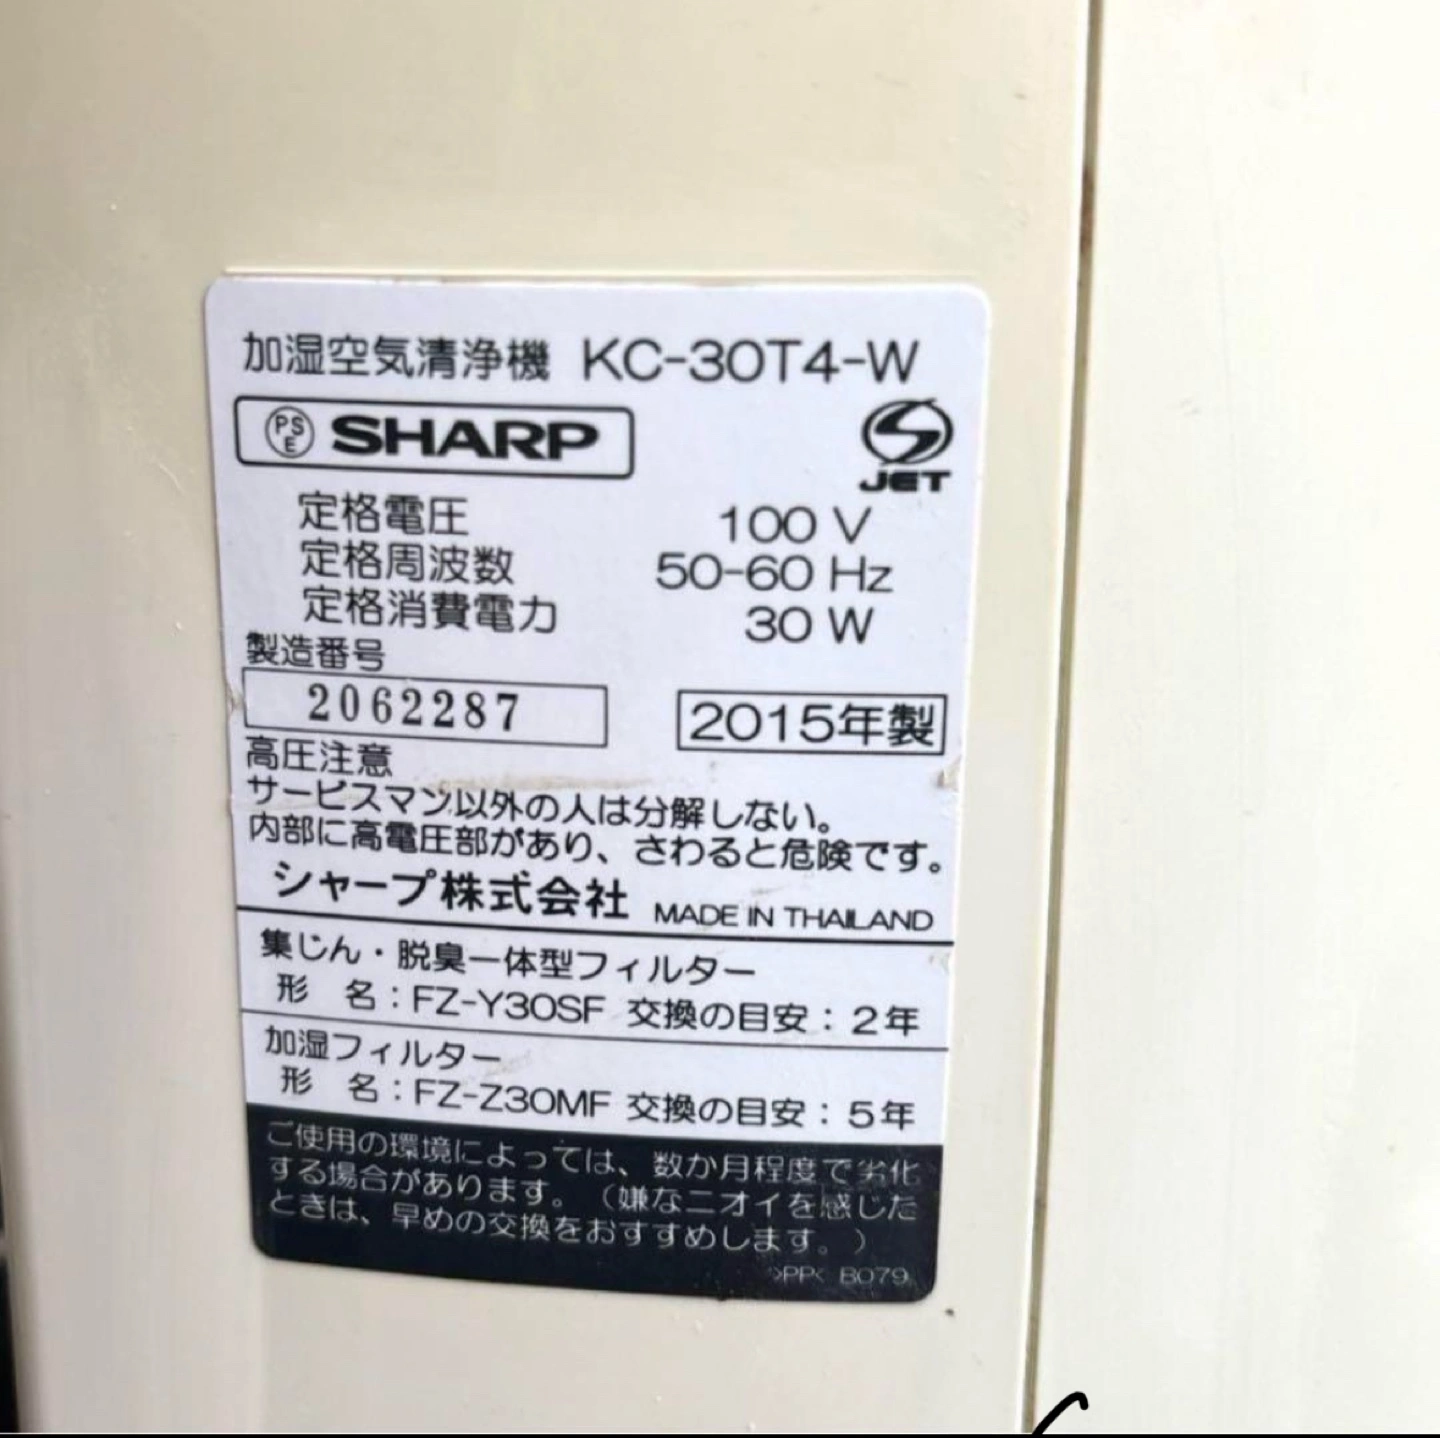 加湿空気清浄機 KC-30T4-W
PSE SHARP
JET
定格電圧 100 V
定格周波数 50-60 Hz
定格消費電力 30 W
製造番号
2062287 2015年製
高圧注意
サービスマン以外の人は分解しない。
内部に高電圧部があり、さわると危険です。
シャープ株式会社 MADE IN THAILAND
集じん・脱臭一体型フィルター
形 名：FZ-Y30SF 交換の目安：2年
加湿フィルター
形 名：FZ-Z30MF 交換の目安：5年
ご使用の環境によっては、数か月程度で劣化
する場合があります。（嫌なニオイを感じた
ときは、早めの交換をおすすめします。）
>PP< B079